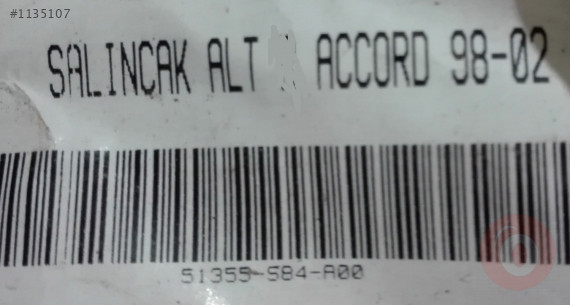 #1135107
SALINCAK ALT ACCORD 98-02
51355-S84-A00